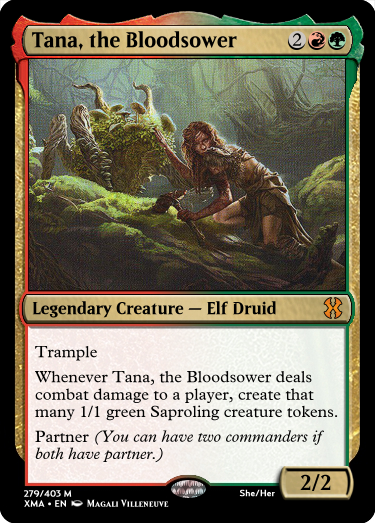 Tana, the Bloodsower 2
Legendary Creature — Elf Druid
Trample
Whenever Tana, the Bloodsower deals
combat damage to a player, create that
many 1/1 green Saproling creature tokens.
Partner (You can have two commanders if
both have partner.)
2/2
279/403 M She/Her
XMA • EN Magali Villeneuve